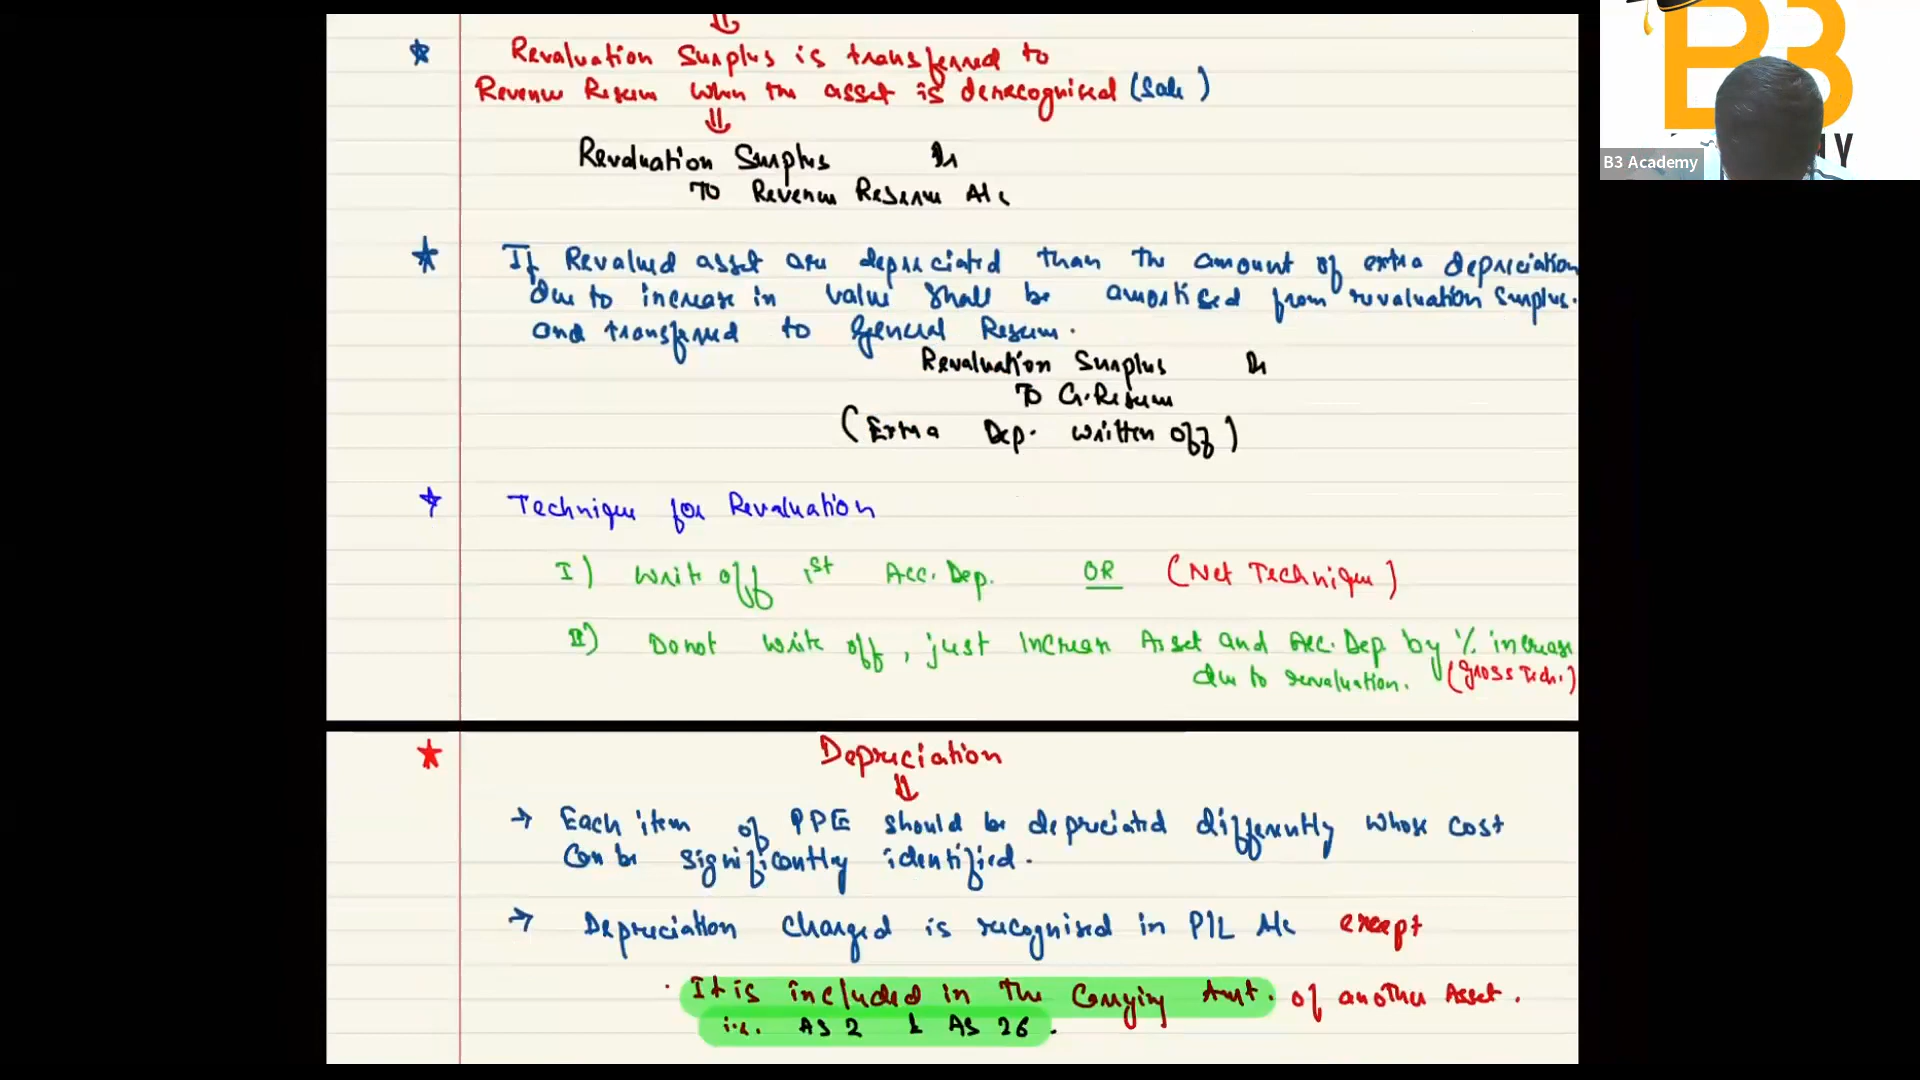 Revaluation Surplus is transferred to
Revenue Reserve when the asset is derecognised (Sale)
Revaluation Surplus Dr
To Revenue Reserve A/c
If Revalued asset are depreciated than the amount of extra depreciation
due to increase in value shall be amortised from revaluation surplus.
and transferred to general Reserve.
Revaluation Surplus Dr
To G.Reserve
(Extra Dep. written off)
Technique for Revaluation
I) Write off 1st Acc. Dep. OR (Net Technique)
II) Donot write off, just Increase Asset and Acc. Dep. by % increase
due to revaluation. (Gross Tech.)
Depreciation
→ Each item of PPE should be depreciated differently whose cost
can be significantly identified.
→ Depreciation charged is recognised in P/L A/c except
. It is included in the Carrying Amt. of another Asset.
i.e. AS 2 & AS 26.
B3
B3 Academy